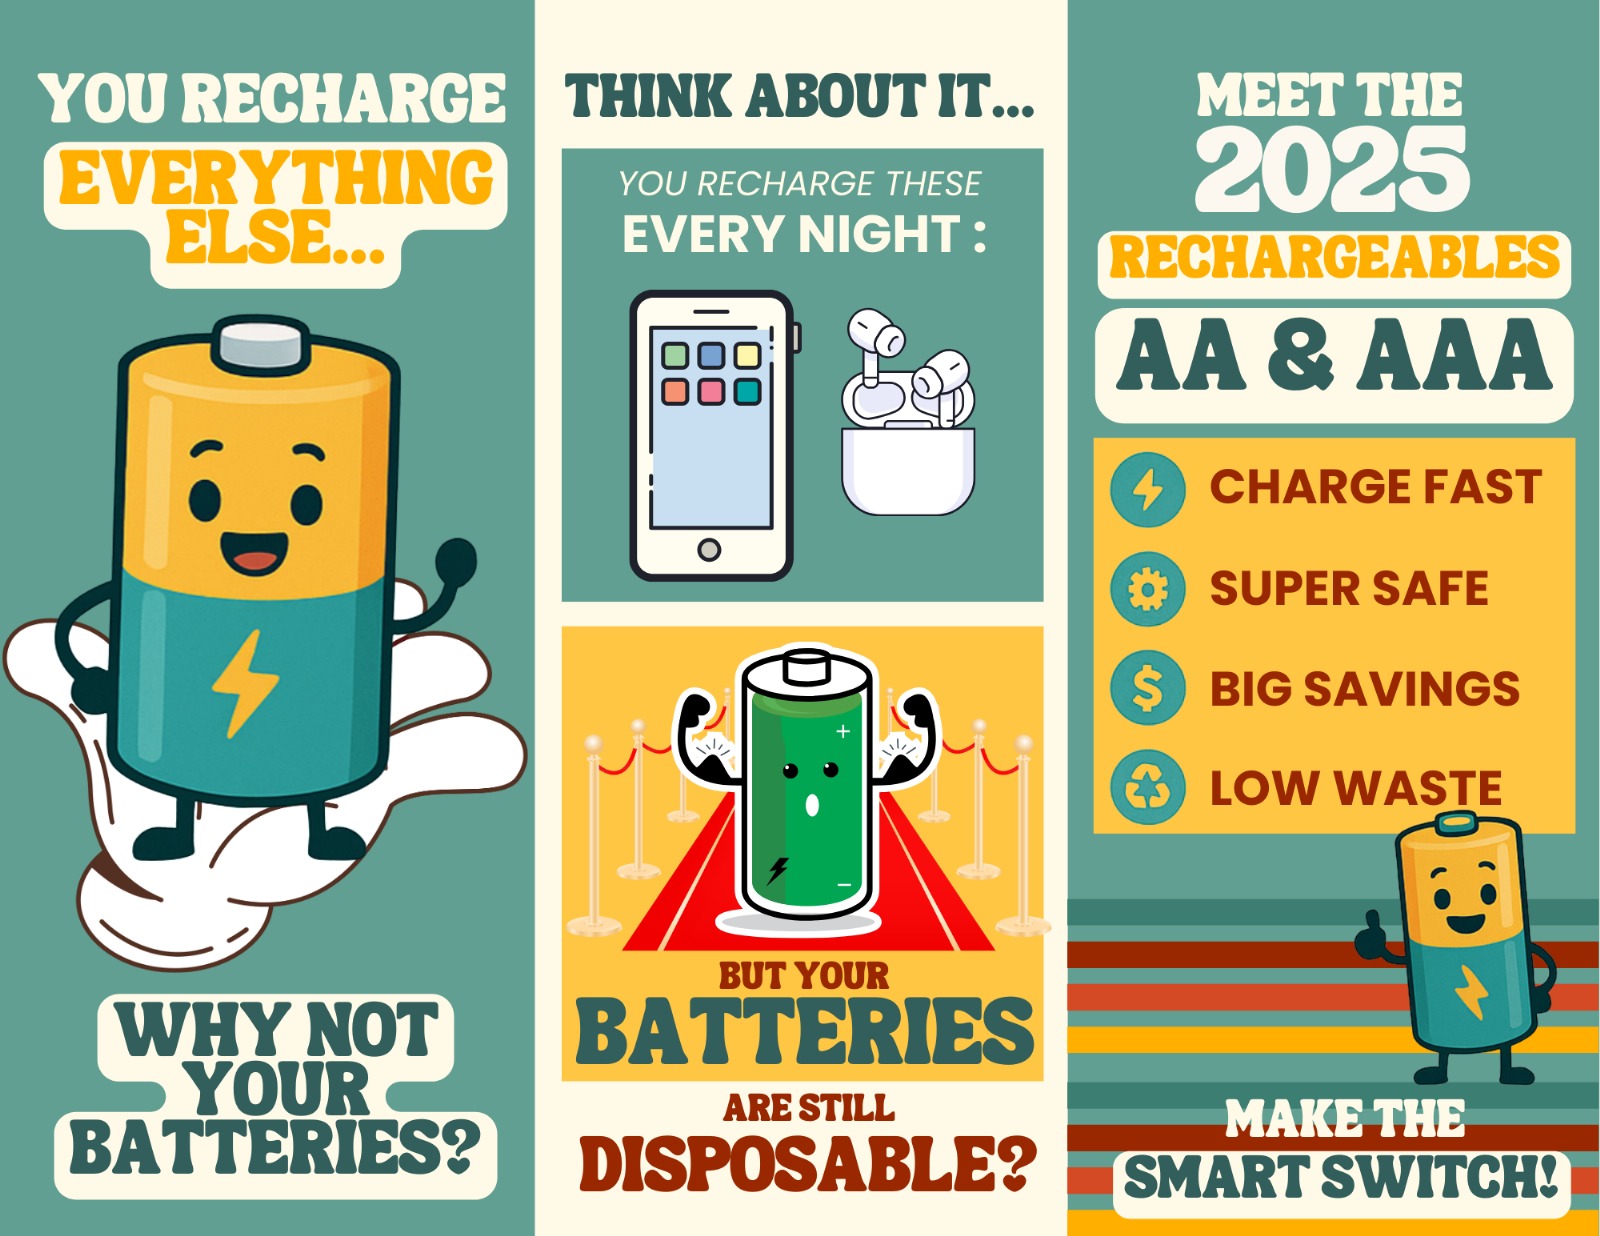 YOU RECHARGE
EVERYTHING
ELSE...
WHY NOT
YOUR
BATTERIES?
THINK ABOUT IT...
YOU RECHARGE THESE
EVERY NIGHT :
+
−
BUT YOUR
BATTERIES
ARE STILL
DISPOSABLE?
MEET THE
2025
RECHARGEABLES
AA & AAA
CHARGE FAST
SUPER SAFE
$
BIG SAVINGS
LOW WASTE
MAKE THE
SMART SWITCH!